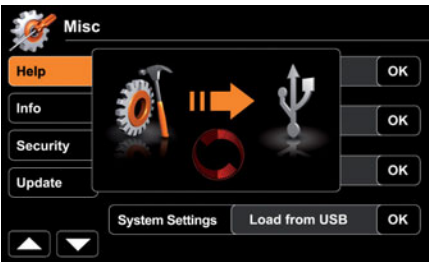 Misc
Help
OK
Info
OK
Security
OK
Update
System Settings Load from USB OK